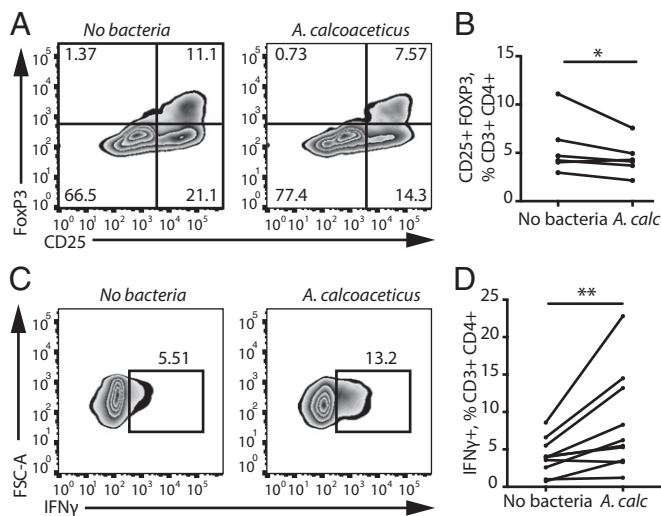 A
No bacteria
A. calcoaceticus
1.37 11.1
0.73 7.57
10⁵
10⁴
10³
10²
10¹
10⁰
66.5 21.1
77.4 14.3
10⁰ 10¹ 10² 10³ 10⁴ 10⁵
10⁰ 10¹ 10² 10³ 10⁴ 10⁵
FoxP3
CD25
B
*
15
10
5
0
CD25+ FOXP3,
% CD3+ CD4+
No bacteria A. calc
C
No bacteria
A. calcoaceticus
5.51
13.2
10⁵
10⁴
10³
10²
10¹
10⁰
10⁰ 10¹ 10² 10³ 10⁴ 10⁵
10⁰ 10¹ 10² 10³ 10⁴ 10⁵
FSC-A
IFNγ
D
**
25
20
15
10
5
0
IFNγ+, % CD3+ CD4+
No bacteria A. calc